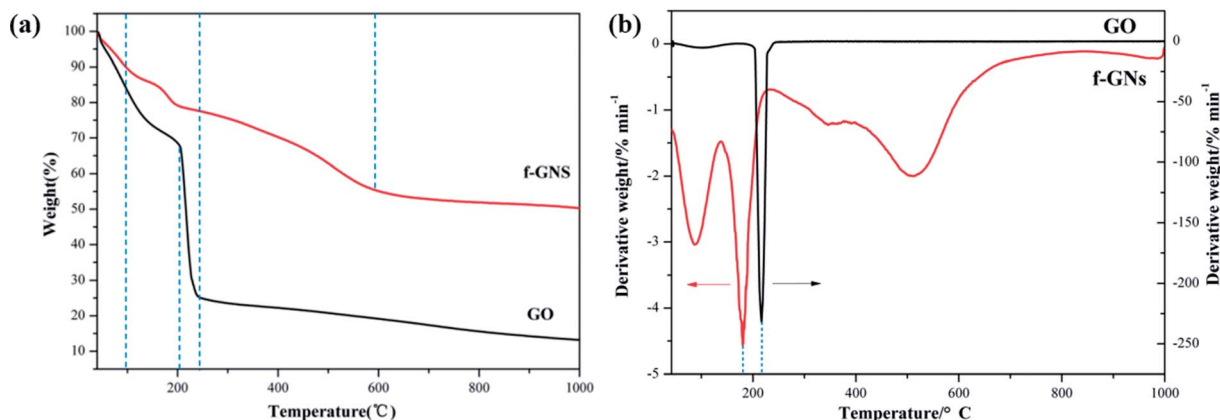 (a)
100
90
80
70
60
50
40
30
20
10
Weight(%)
f-GNS
GO
200
400
600
800
1000
Temperature(℃)
(b)
GO
f-GNs
0
-1
-2
-3
-4
-5
Derivative weight/% min⁻¹
0
-50
-100
-150
-200
-250
Derivative weight/% min⁻¹
200
400
600
800
1000
Temperature/° C